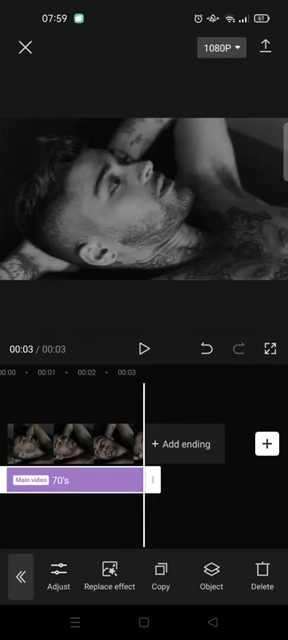 07:59
61
1080P
00:03 / 00:03
00:00 • 00:01 • 00:02 • 00:03
+ Add ending
Main video 70's
Adjust Replace effect Copy Object Delete